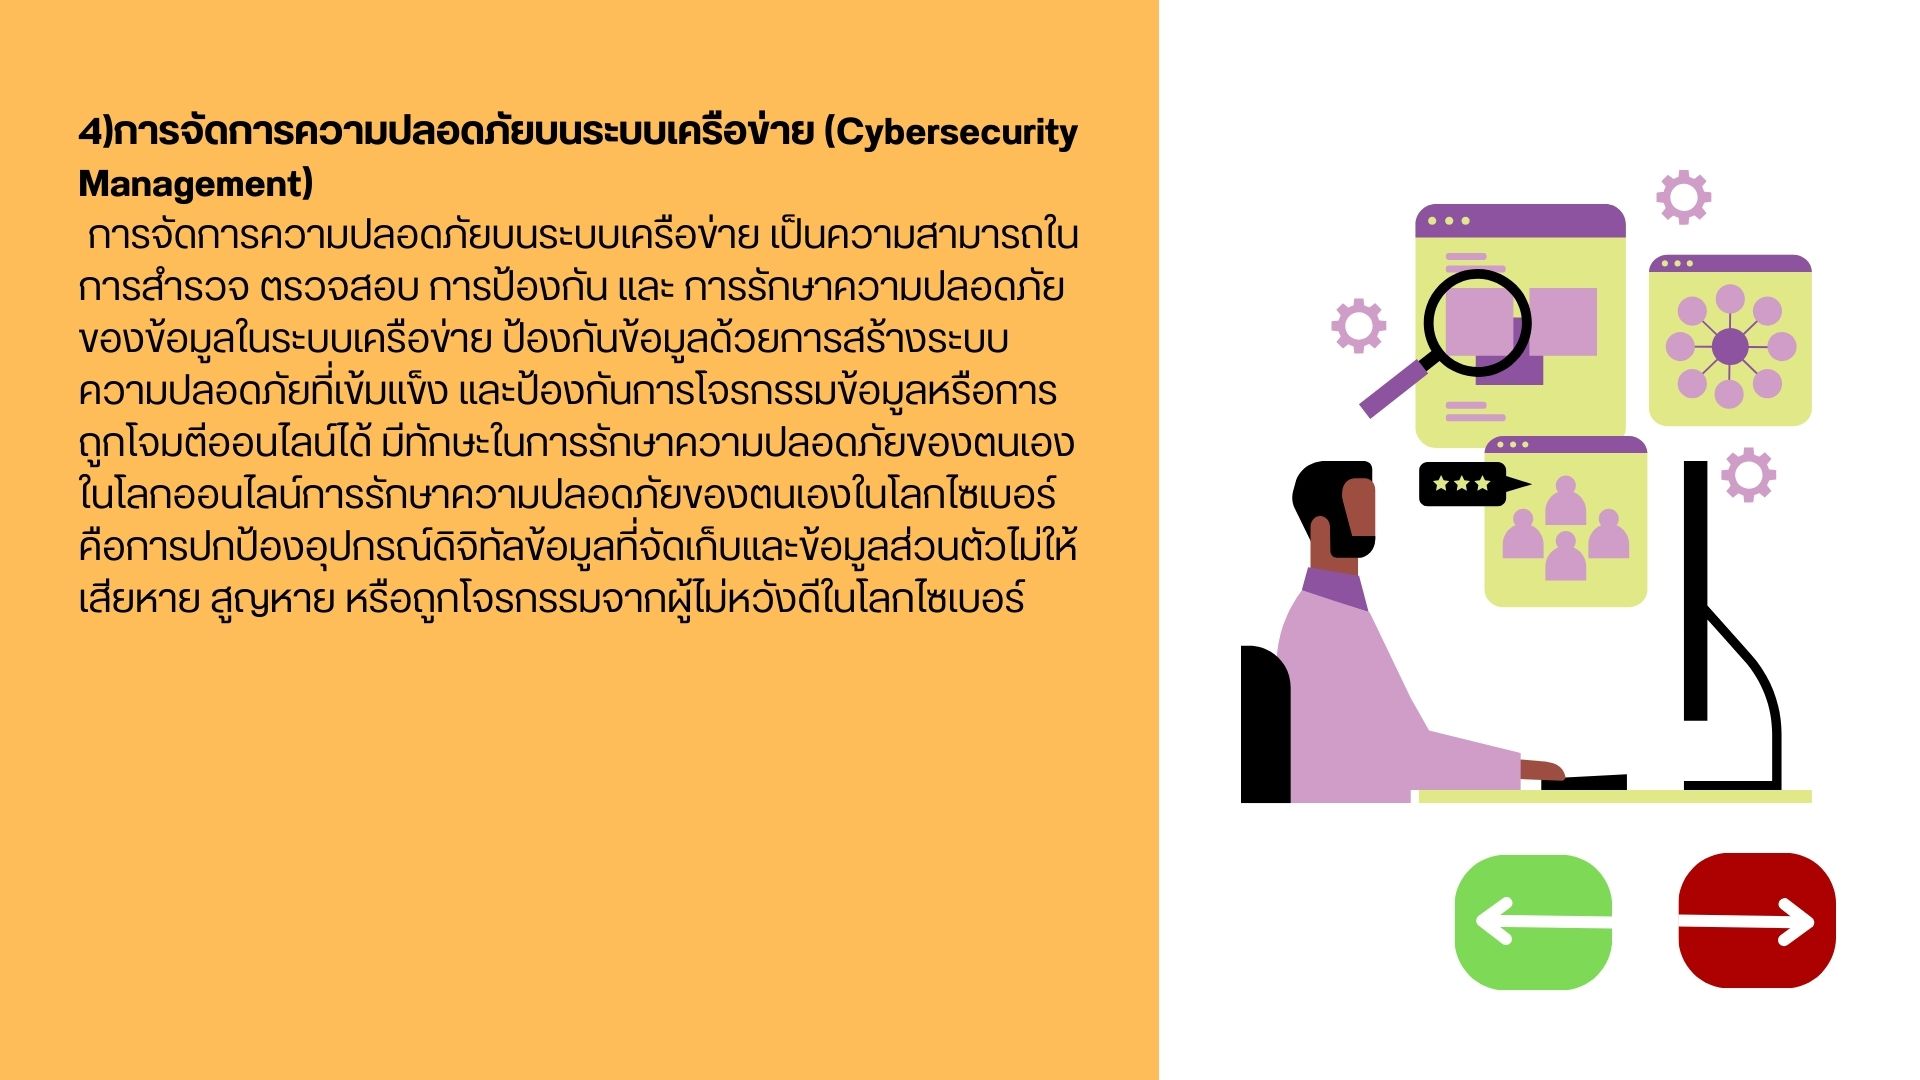 4)การจัดการความปลอดภัยบนระบบเครือข่าย (Cybersecurity
Management)
การจัดการความปลอดภัยบนระบบเครือข่าย เป็นความสามารถใน
การสำรวจ ตรวจสอบ การป้องกัน และ การรักษาความปลอดภัย
ของข้อมูลในระบบเครือข่าย ป้องกันข้อมูลด้วยการสร้างระบบ
ความปลอดภัยที่เข้มแข็ง และป้องกันการโจรกรรมข้อมูลหรือการ
ถูกโจมตีออนไลน์ได้ มีทักษะในการรักษาความปลอดภัยของตนเอง
ในโลกออนไลน์การรักษาความปลอดภัยของตนเองในโลกไซเบอร์
คือการปกป้องอุปกรณ์ดิจิทัลข้อมูลที่จัดเก็บและข้อมูลส่วนตัวไม่ให้
เสียหาย สูญหาย หรือถูกโจรกรรมจากผู้ไม่หวังดีในโลกไซเบอร์